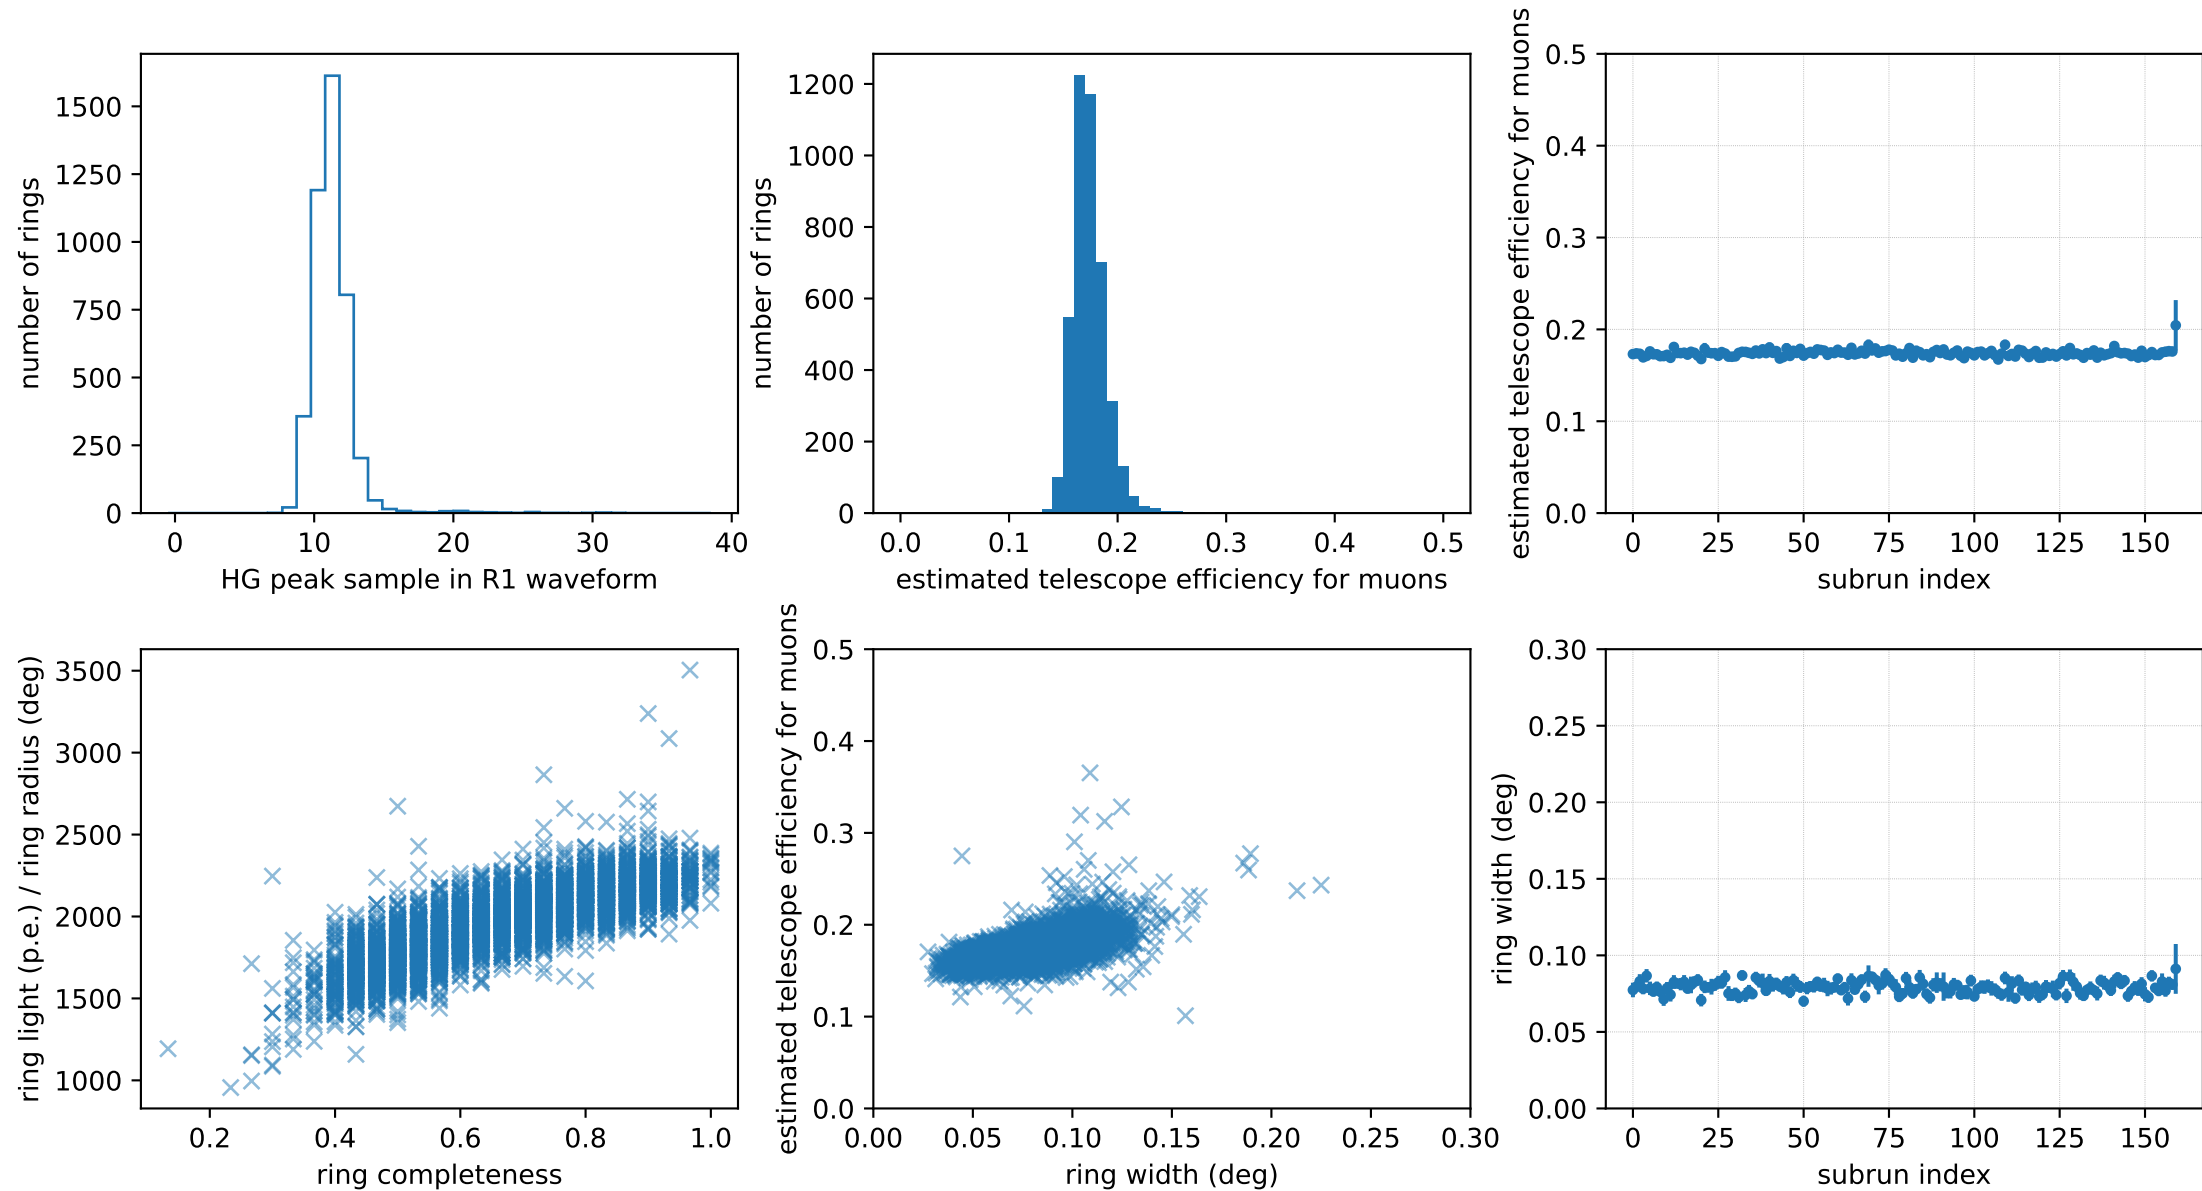 number of rings
1500
1250
1000
750
500
250
0
0 10 20 30 40
HG peak sample in R1 waveform
number of rings
1200
1000
800
600
400
200
0
0.0 0.1 0.2 0.3 0.4 0.5
estimated telescope efficiency for muons
estimated telescope efficiency for muons
0.5
0.4
0.3
0.2
0.1
0.0
0 25 50 75 100 125 150
subrun index
ring light (p.e.) / ring radius (deg)
3500
3000
2500
2000
1500
1000
0.2 0.4 0.6 0.8 1.0
ring completeness
estimated telescope efficiency for muons
0.5
0.4
0.3
0.2
0.1
0.0
0.00 0.05 0.10 0.15 0.20 0.25 0.30
ring width (deg)
ring width (deg)
0.30
0.25
0.20
0.15
0.10
0.05
0.00
0 25 50 75 100 125 150
subrun index